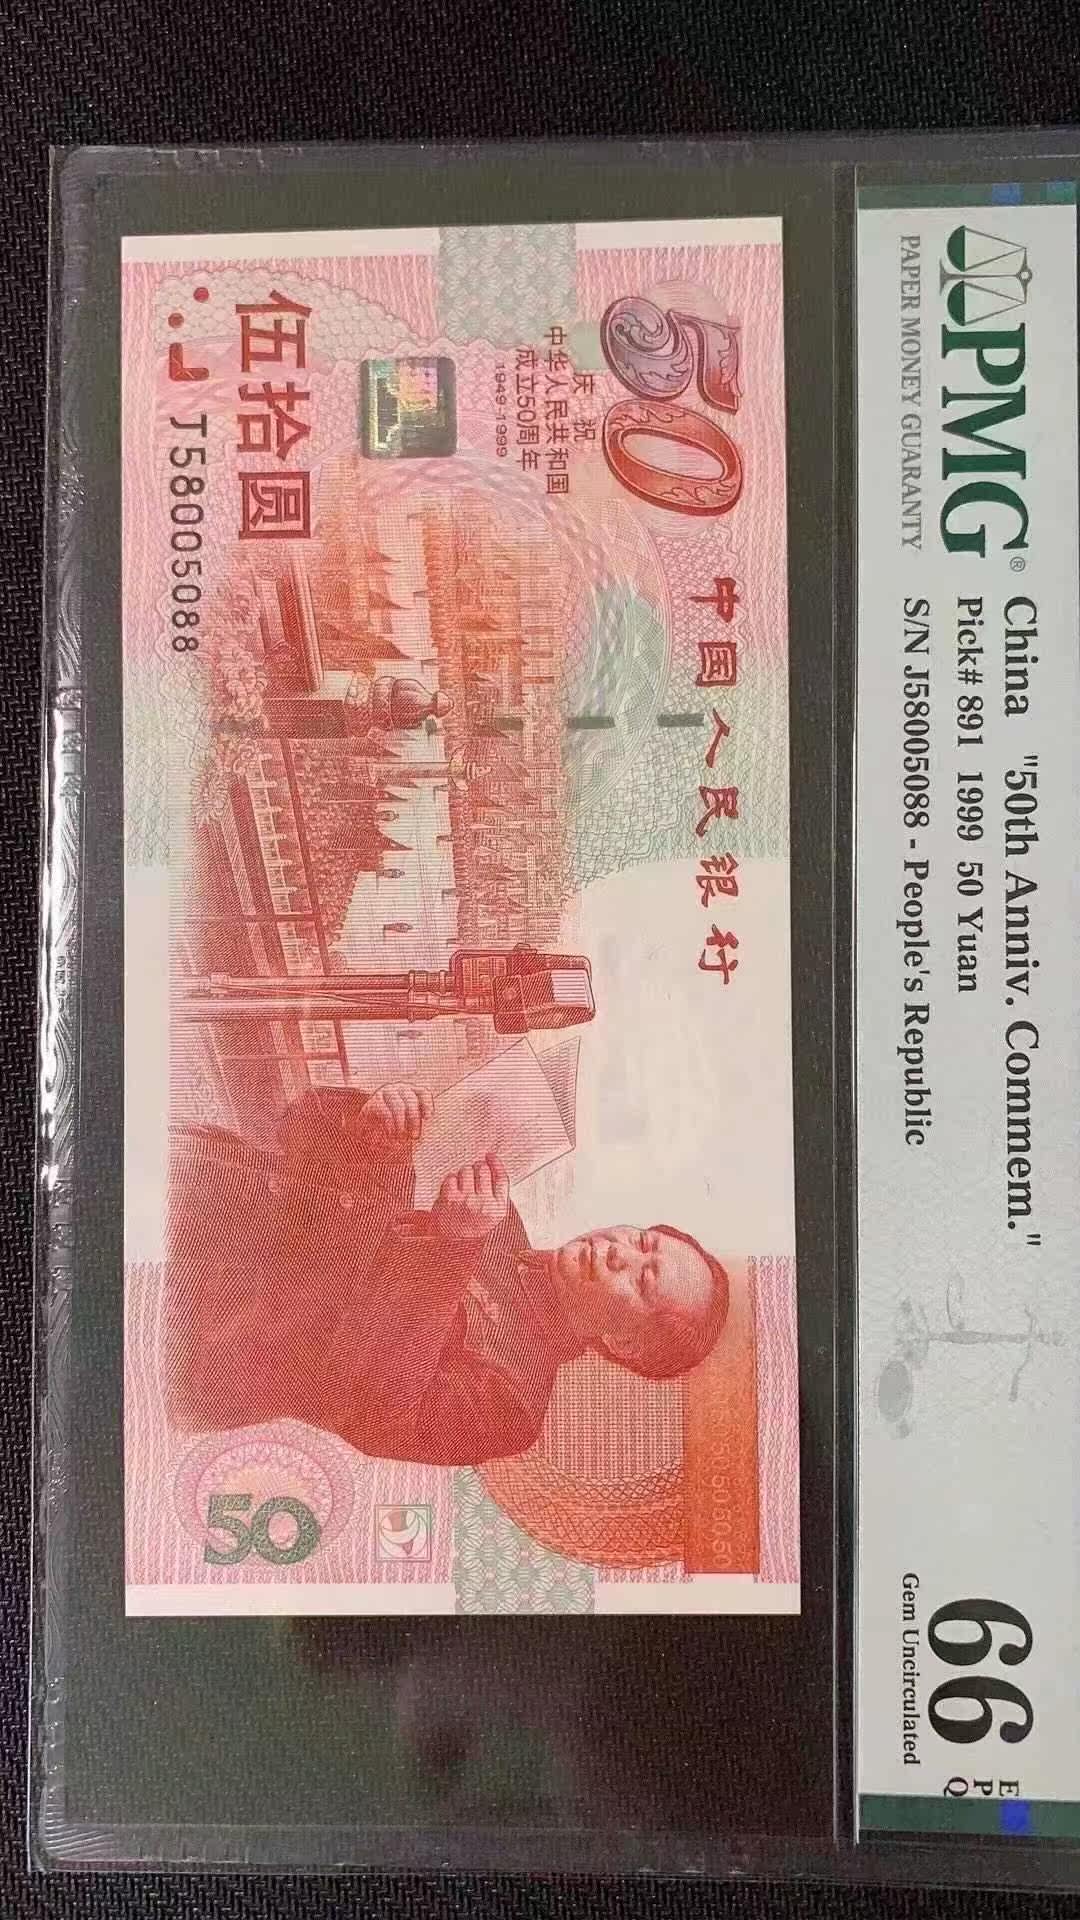 PMG®
PAPER MONEY GUARANTY
China "50th Anniv. Commem."
Pick# 891 1999 50 Yuan
S/N J58005088 - People's Republic
66
EPQ
Gem Uncirculated
50
中国人民银行
庆祝
中华人民共和国
成立50周年
1949-1999
伍拾圆
J58005088
50